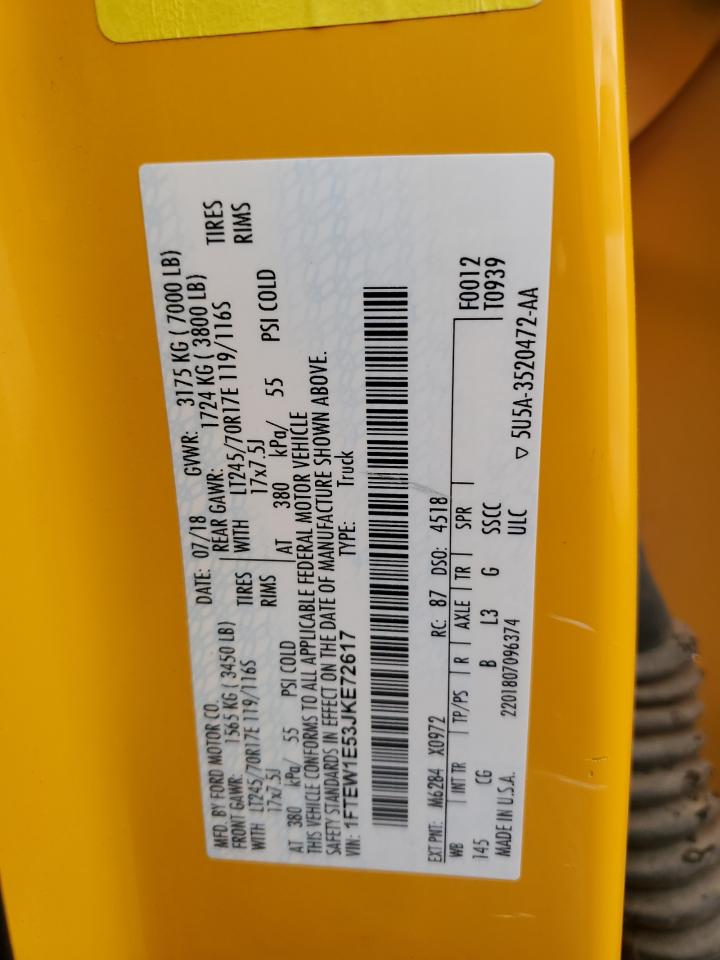 MFD. BY FORD MOTOR CO. DATE: 07/18 GVWR: 3175 KG ( 7000 LB)
FRONT GAWR: 1565 KG ( 3450 LB) REAR GAWR: 1724 KG ( 3800 LB)
WITH LT245/70R17E 119/116S TIRES WITH LT245/70R17E 119/116S TIRES
17x7.5J RIMS 17x7.5J RIMS
AT 380 kPa/ 55 PSI COLD AT 380 kPa/ 55 PSI COLD
THIS VEHICLE CONFORMS TO ALL APPLICABLE FEDERAL MOTOR VEHICLE
SAFETY STANDARDS IN EFFECT ON THE DATE OF MANUFACTURE SHOWN ABOVE.
VIN: 1FTEW1E53JKE72617 TYPE: Truck
EXT PNT: M6284 X0972 RC: 87 DSO: 4518 F0012
WB INT TR TP/PS R AXLE TR SPR T0939
145 CG B L3 G SSCC
MADE IN U.S.A. 2201807096374 ULC ▽ 5U5A-3520472-AA